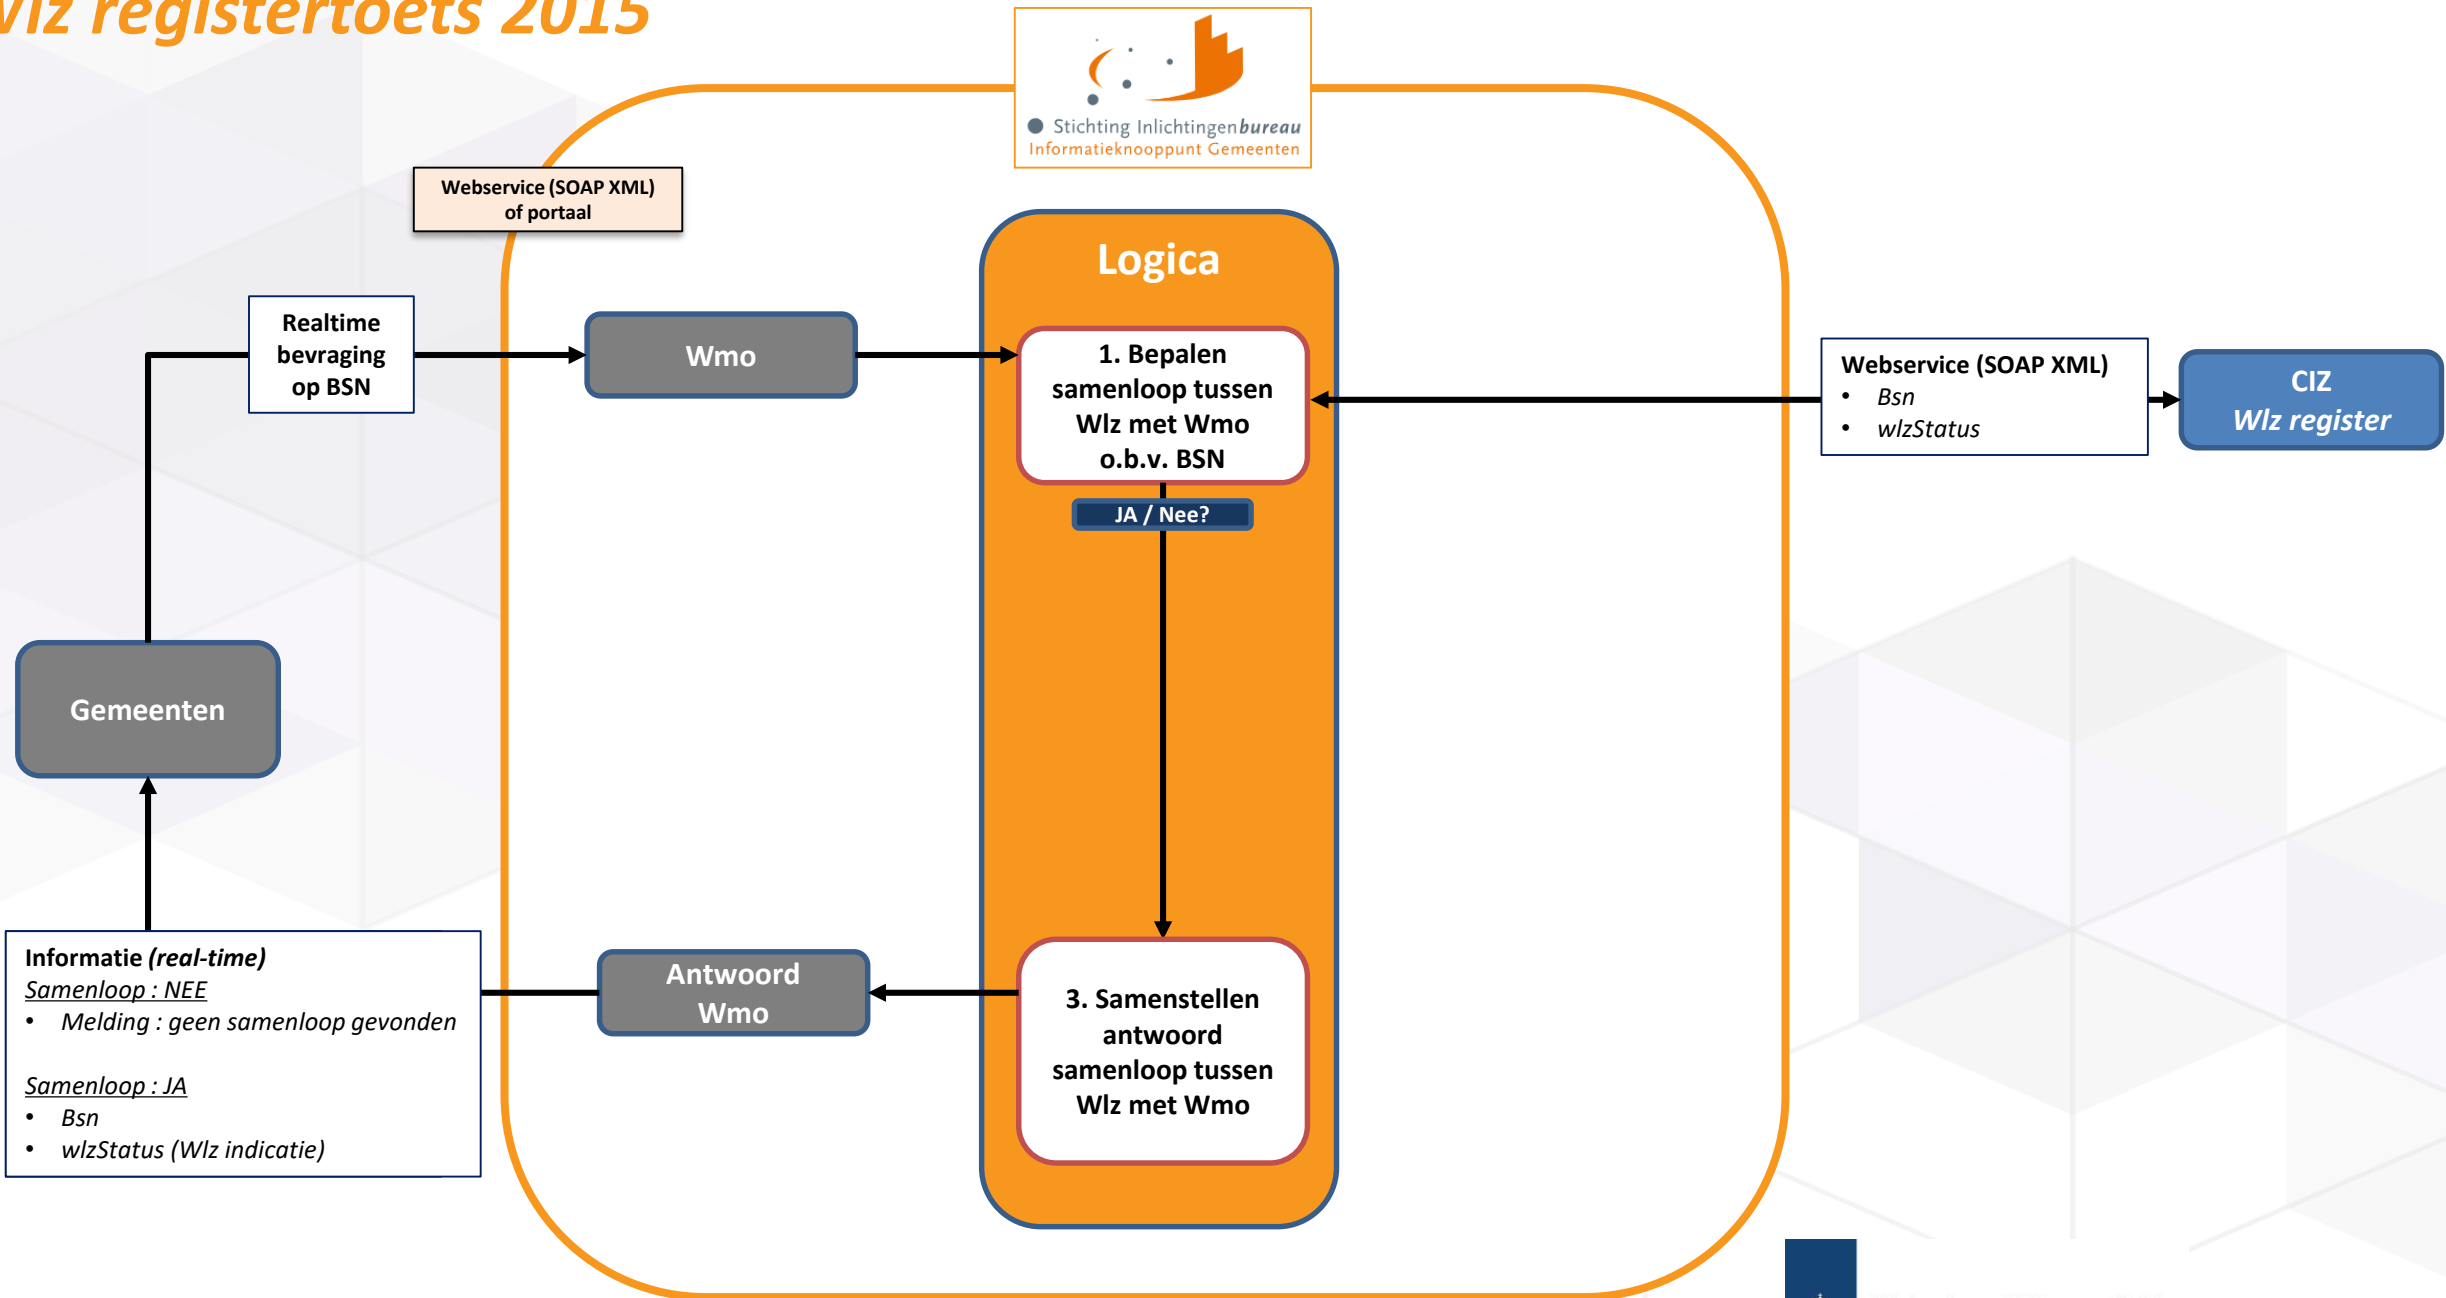 Wlz registertoets 2015
Stichting Inlichtingenbureau
Informatieknooppunt Gemeenten
Webservice (SOAP XML)
of portaal
Logica
Realtime
bevraging
op BSN
Wmo
1. Bepalen
samenloop tussen
Wlz met Wmo
o.b.v. BSN
Webservice (SOAP XML)
• Bsn
• wlzStatus
CIZ
Wlz register
JA / Nee?
Gemeenten
Informatie (real-time)
Samenloop : NEE
• Melding : geen samenloop gevonden
Samenloop : JA
• Bsn
• wlzStatus (Wlz indicatie)
Antwoord
Wmo
3. Samenstellen
antwoord
samenloop tussen
Wlz met Wmo